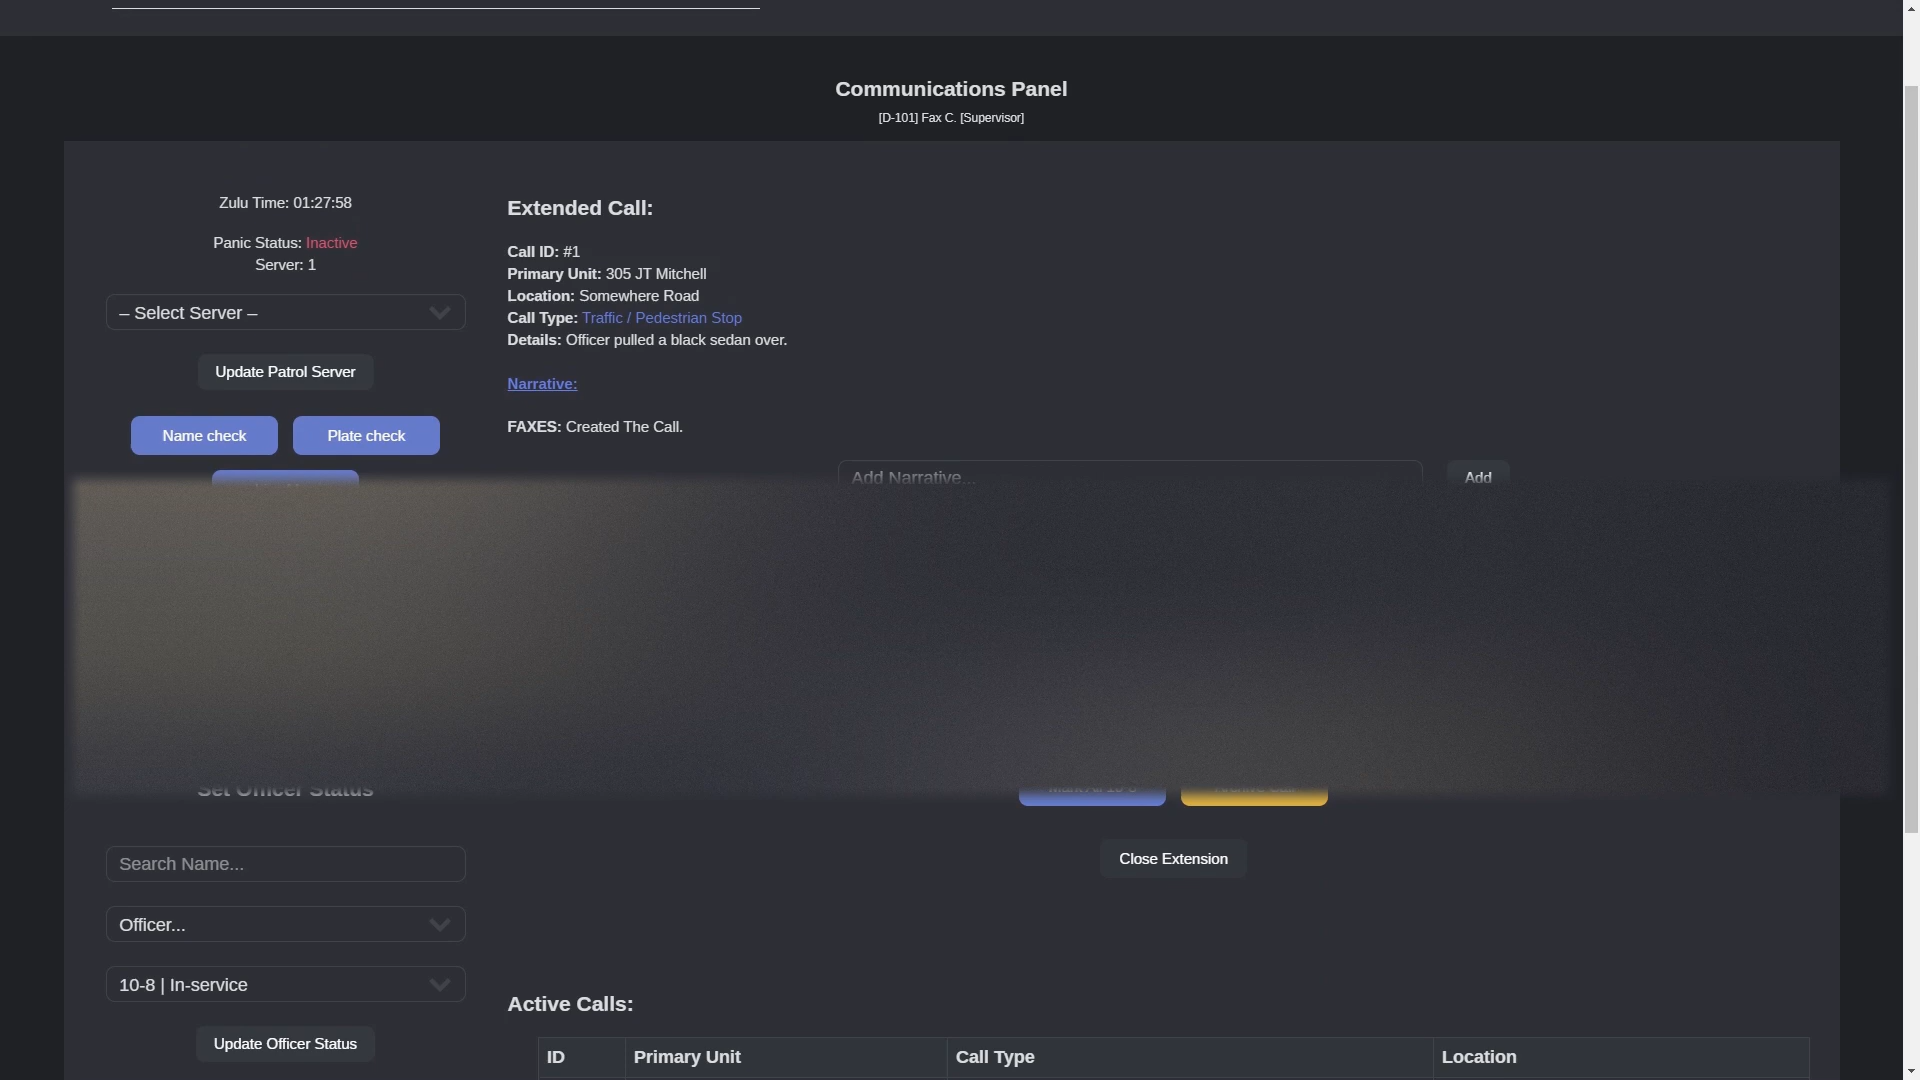 Communications Panel
[D-101] Fax C. [Supervisor]
Zulu Time: 01:27:58
Panic Status: Inactive
Server: 1
– Select Server –
Update Patrol Server
Name check
Plate check
Extended Call:
Call ID: #1
Primary Unit: 305 JT Mitchell
Location: Somewhere Road
Call Type: Traffic / Pedestrian Stop
Details: Officer pulled a black sedan over.
Narrative:
FAXES: Created The Call.
Add Narrative...
Add
Set Officer Status
Search Name...
Officer...
10-8 | In-service
Update Officer Status
Close Extension
Active Calls:
ID
Primary Unit
Call Type
Location